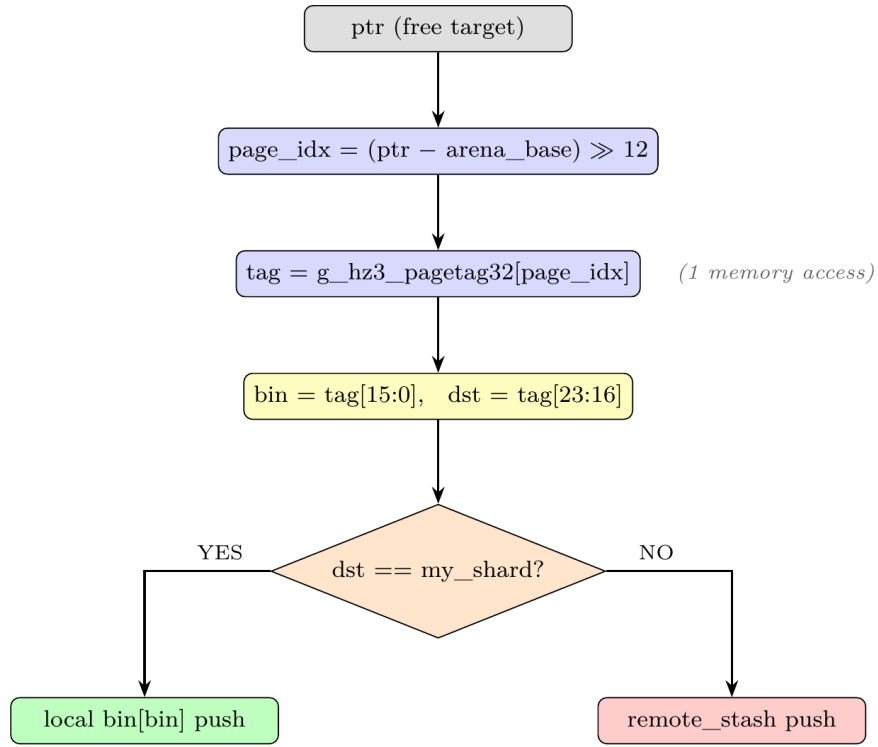 ptr (free target)
page_idx = (ptr − arena_base) ≫ 12
tag = g_hz3_pagetag32[page_idx]
(1 memory access)
bin = tag[15:0], dst = tag[23:16]
YES
NO
dst == my_shard?
local bin[bin] push
remote_stash push